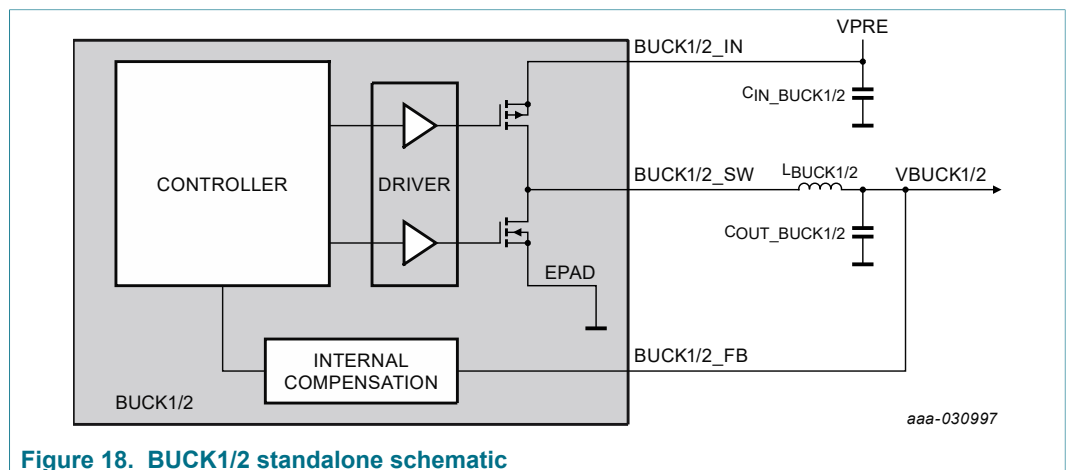 VPRE
BUCK1/2_IN
CIN_BUCK1/2
CONTROLLER
DRIVER
BUCK1/2_SW
LBUCK1/2
VBUCK1/2
COUT_BUCK1/2
EPAD
BUCK1/2_FB
INTERNAL
COMPENSATION
BUCK1/2
aaa-030997
Figure 18. BUCK1/2 standalone schematic